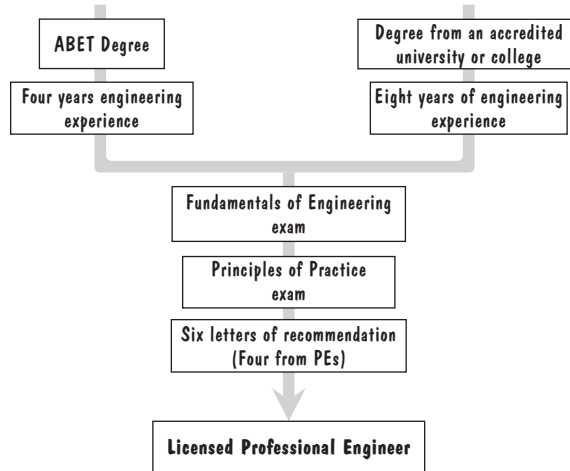 ABET Degree
Four years engineering
experience
Degree from an accredited
university or college
Eight years of engineering
experience
Fundamentals of Engineering
exam
Principles of Practice
exam
Six letters of recommendation
(Four from PEs)
Licensed Professional Engineer